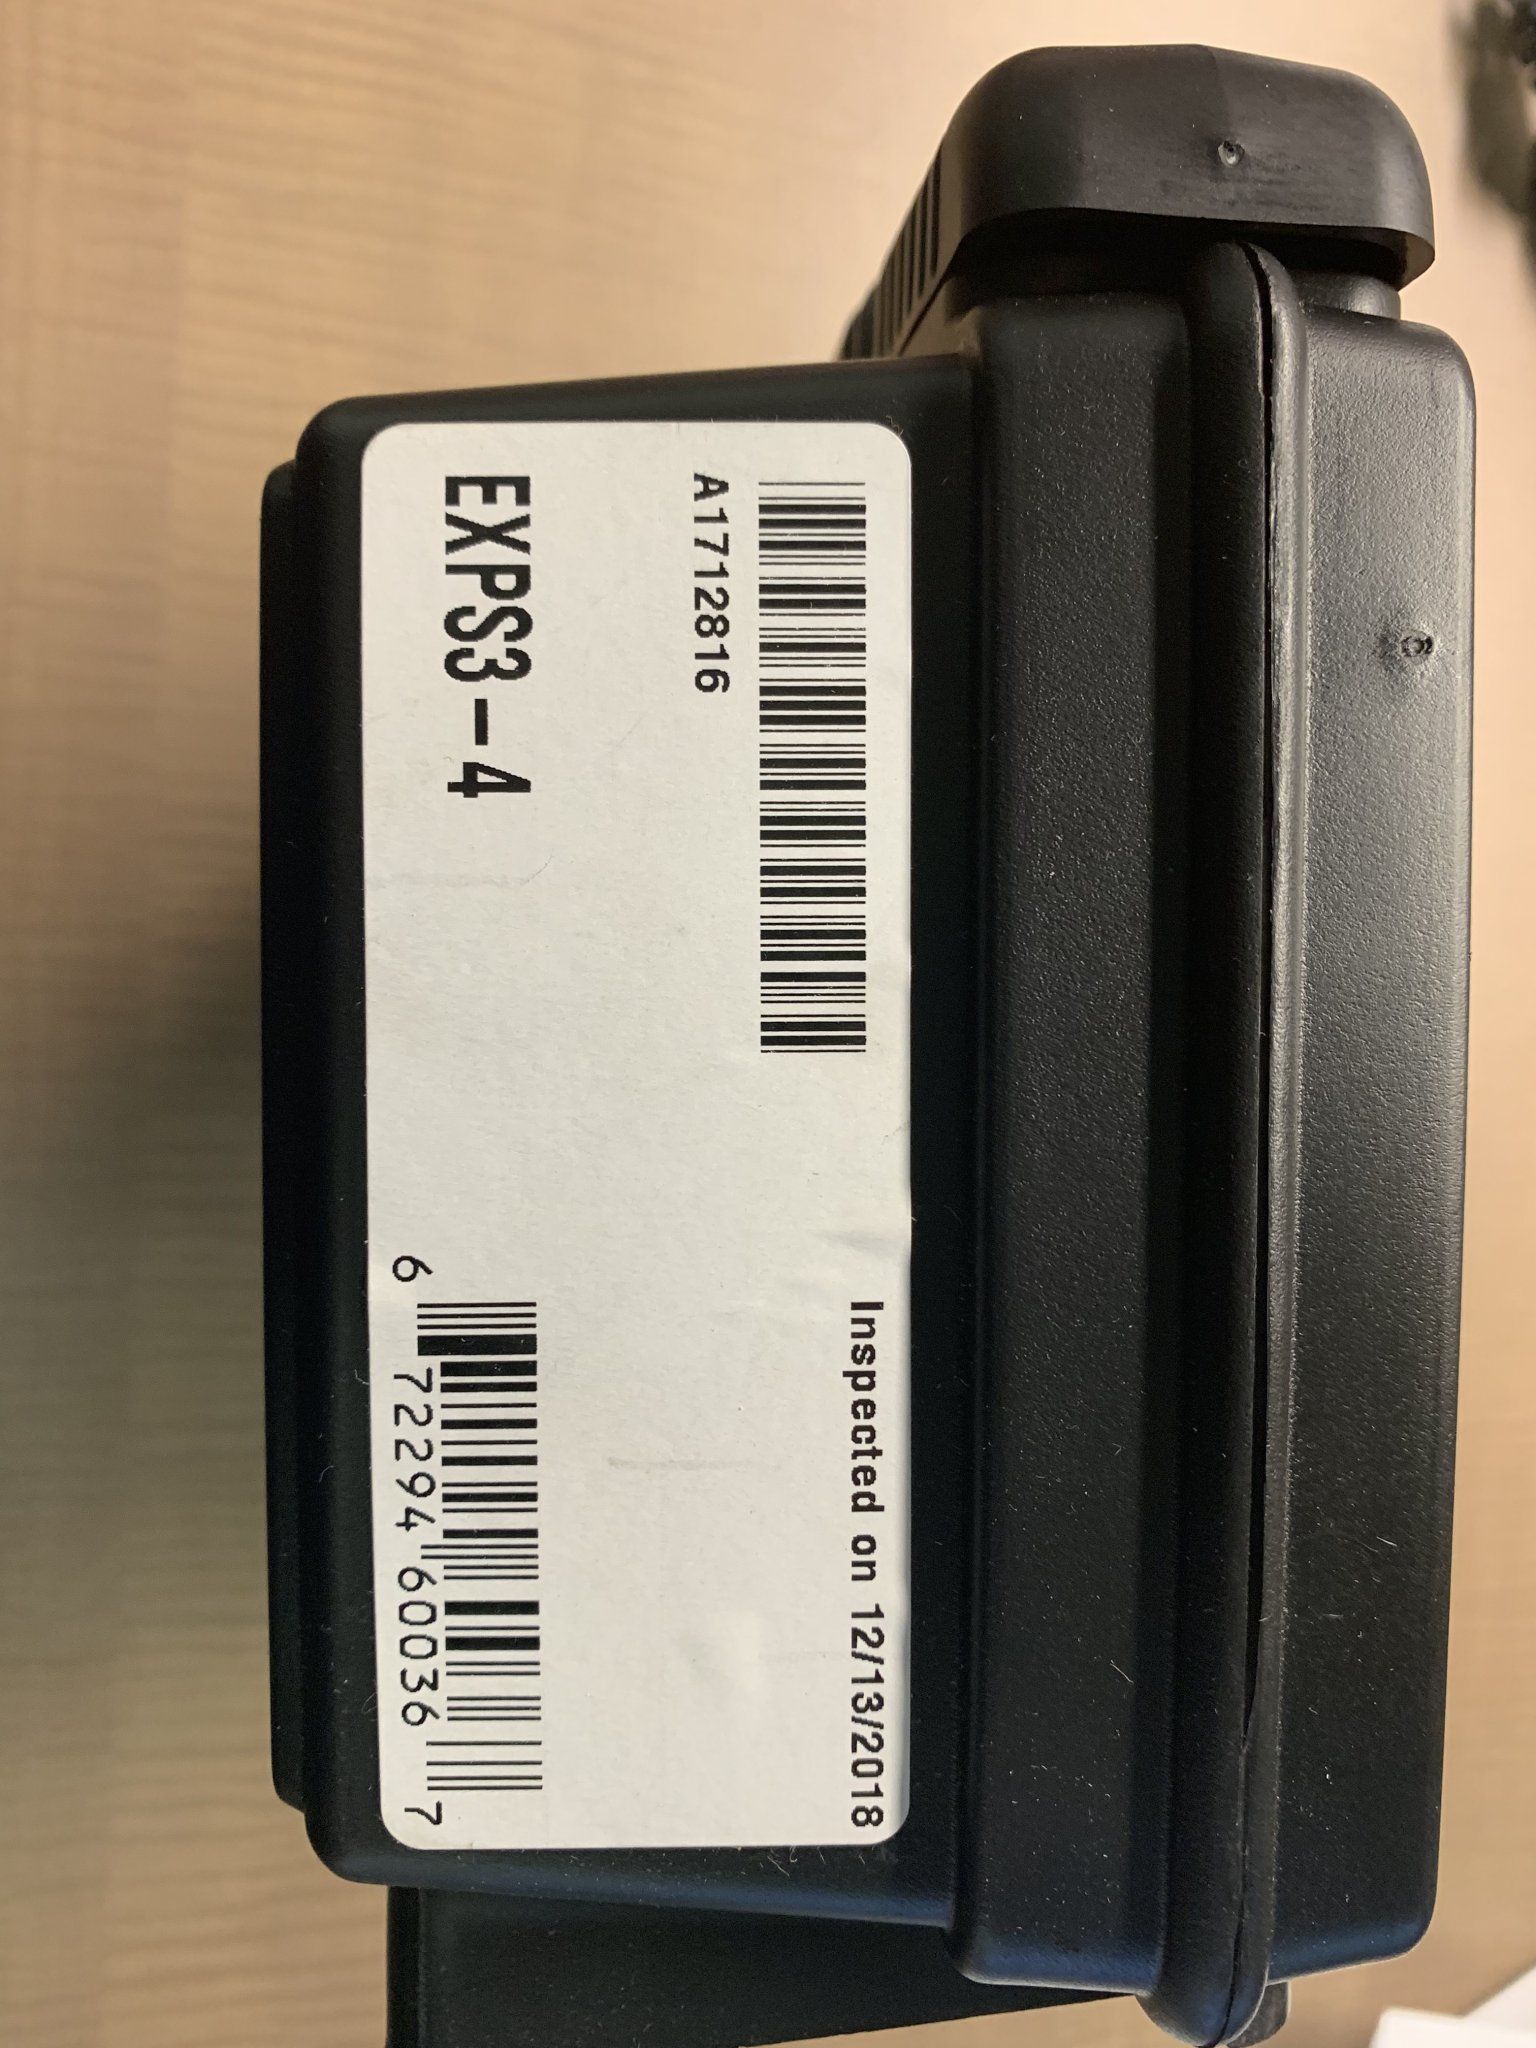 Inspected on 12/13/2018
A1712816
EXPS3-4
6 72294 60036 7